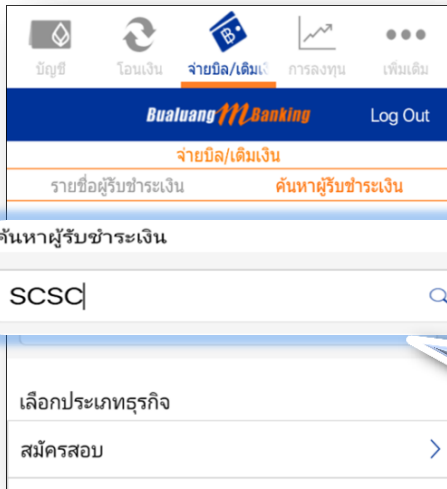 บัญชี โอนเงิน จ่ายบิล/เติมเ การลงทุน เพิ่มเติม
Bualuang mBanking Log Out
จ่ายบิล/เติมเงิน
รายชื่อผู้รับชำระเงิน ค้นหาผู้รับชำระเงิน
ค้นหาผู้รับชำระเงิน
SCSC
เลือกประเภทธุรกิจ
สมัครสอบ